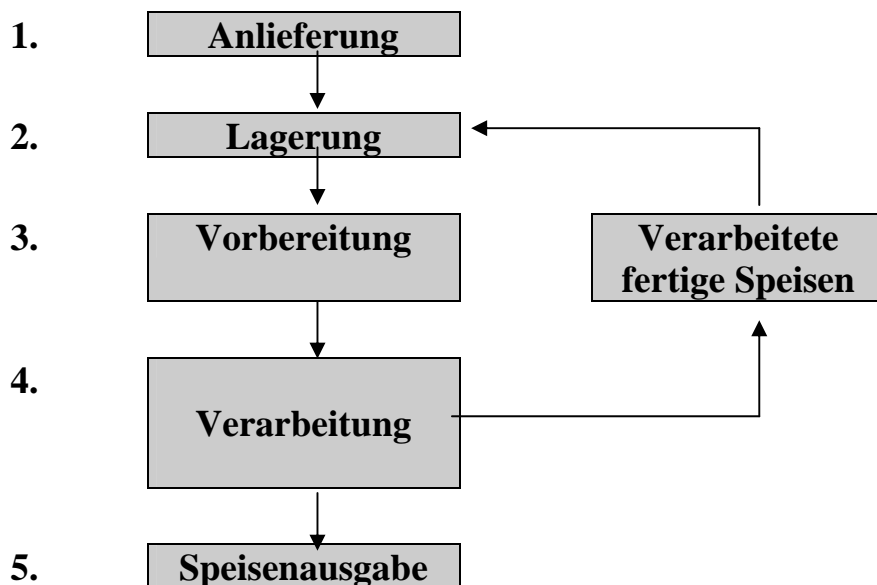 1. Anlieferung
2. Lagerung
3. Vorbereitung
Verarbeitete
fertige Speisen
4.
Verarbeitung
5. Speisenausgabe